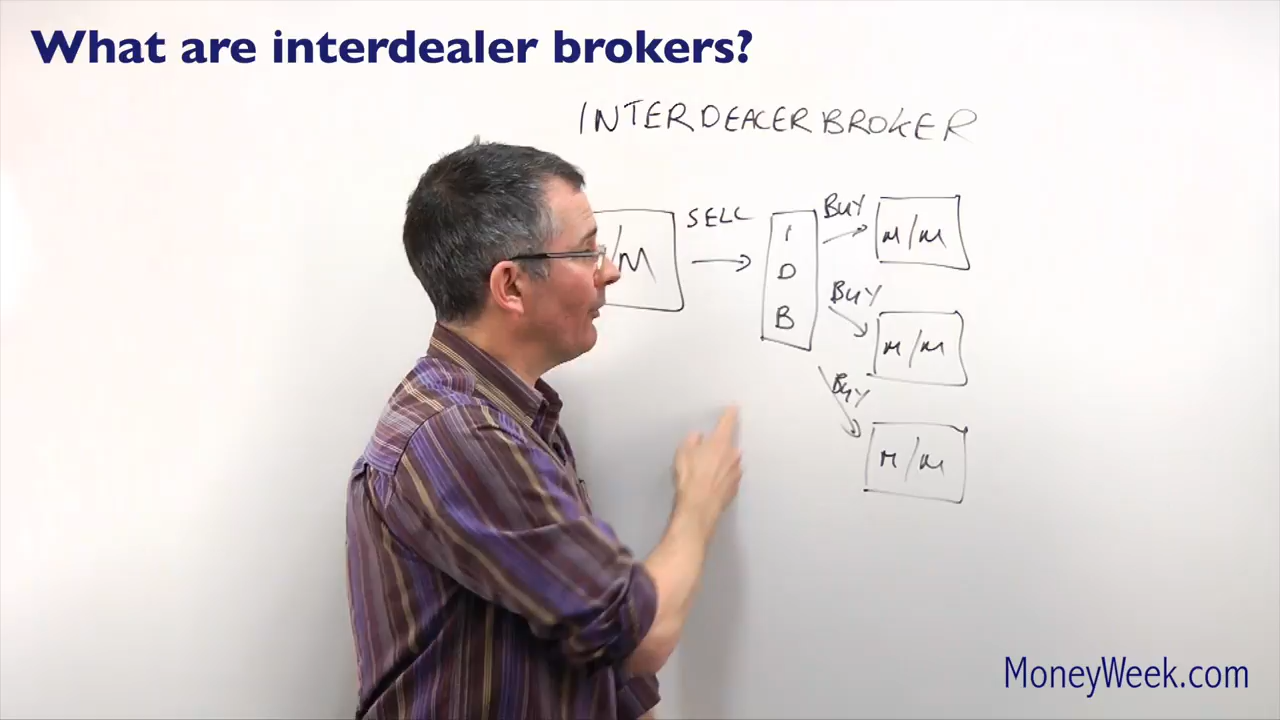 What are interdealer brokers?
INTERDEALER BROKER
/M
SELL
I
D
B
BUY
M/M
BUY
M/M
BUY
M/M
MoneyWeek.com